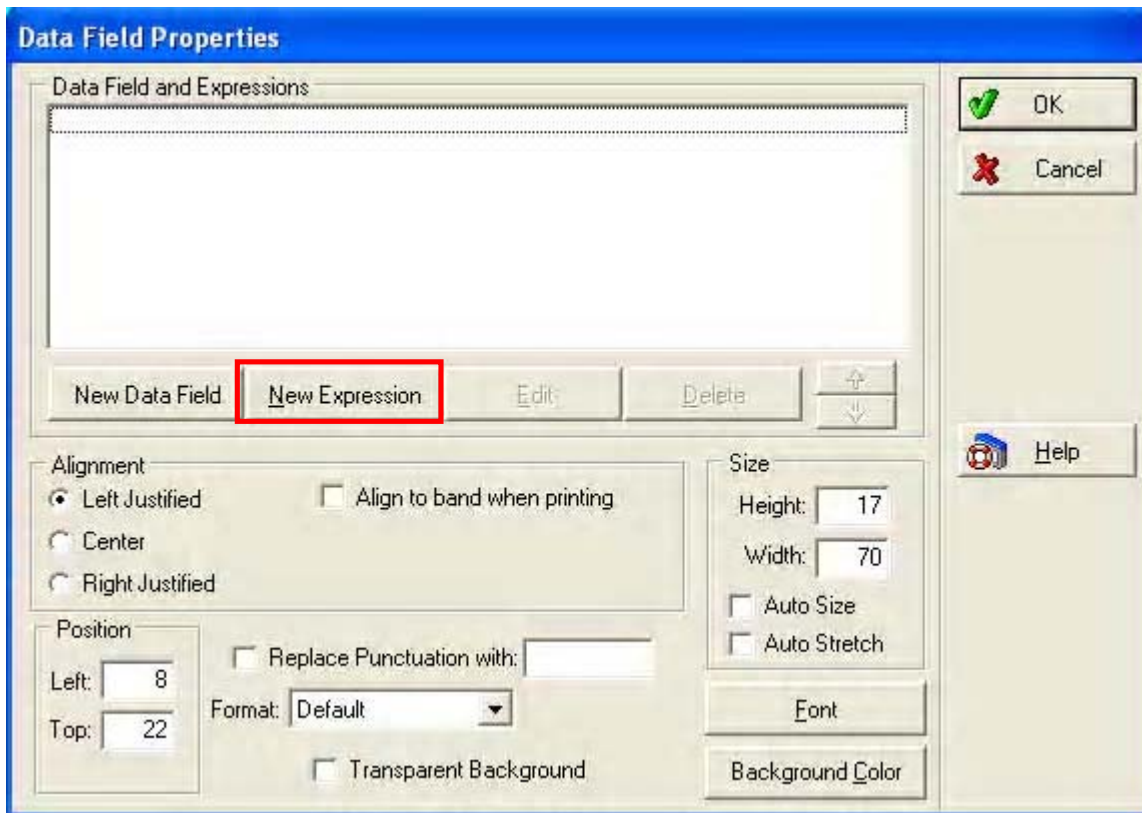 Data Field Properties
Data Field and Expressions
OK
Cancel
New Data Field
New Expression
Edit
Delete
Help
Alignment
Left Justified
Align to band when printing
Center
Right Justified
Size
Height: 17
Width: 70
Auto Size
Auto Stretch
Position
Left: 8
Top: 22
Replace Punctuation with:
Format: Default
Transparent Background
Font
Background Color